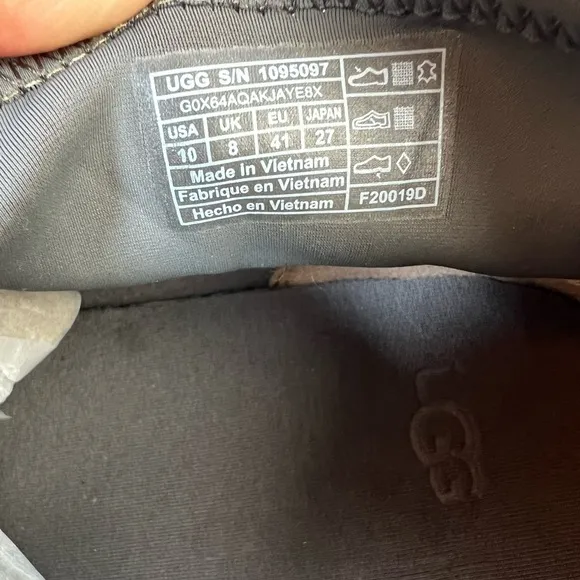 UGG S/N 1095097
G0X64AQAKJAYE8X
USA UK EU JAPAN
10 8 41 27
Made in Vietnam
Fabrique en Vietnam
Hecho en Vietnam
F20019D
UGG